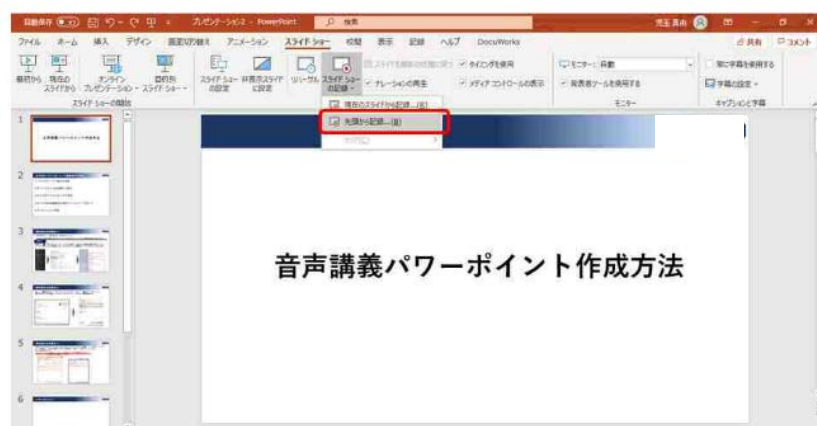 自動保存 プレゼンテーション2 - PowerPoint 検索 児玉 真由
ファイル ホーム 挿入 デザイン 画面切り替え アニメーション スライド ショー 校閲 表示 記録 ヘルプ DocuWorks 共有 コメント
最初から 現在の スライドから オンライン プレゼンテーション 目的別 スライド ショー スライド ショー の設定 非表示スライド に設定 リハーサル スライド ショー の記録
ナレーションの再生
タイミングを使用
メディア コントロールの表示
モニター: 自動
発表者ツールを使用する
常に字幕を使用する
字幕の設定
スライド ショーの開始 モニター キャプションと字幕
現在のスライドから記録...(S)
先頭から記録...(B)
1
2
3
4
5
6
音声講義パワーポイント作成方法